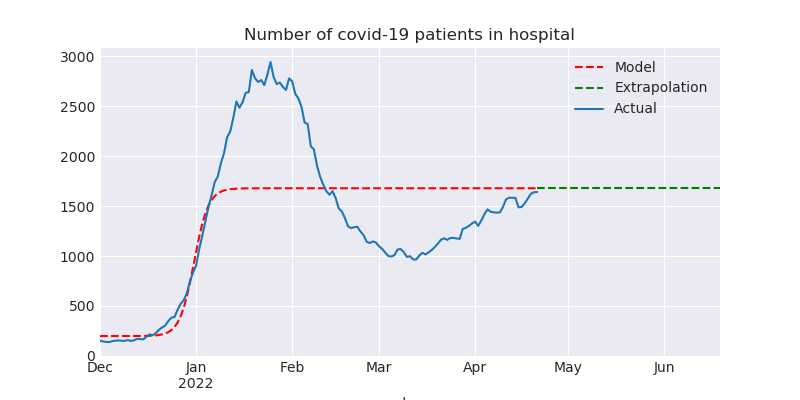 Number of covid-19 patients in hospital
3000
2500
2000
1500
1000
500
0
Model
Extrapolation
Actual
Dec
Jan
2022
Feb
Mar
Apr
May
Jun